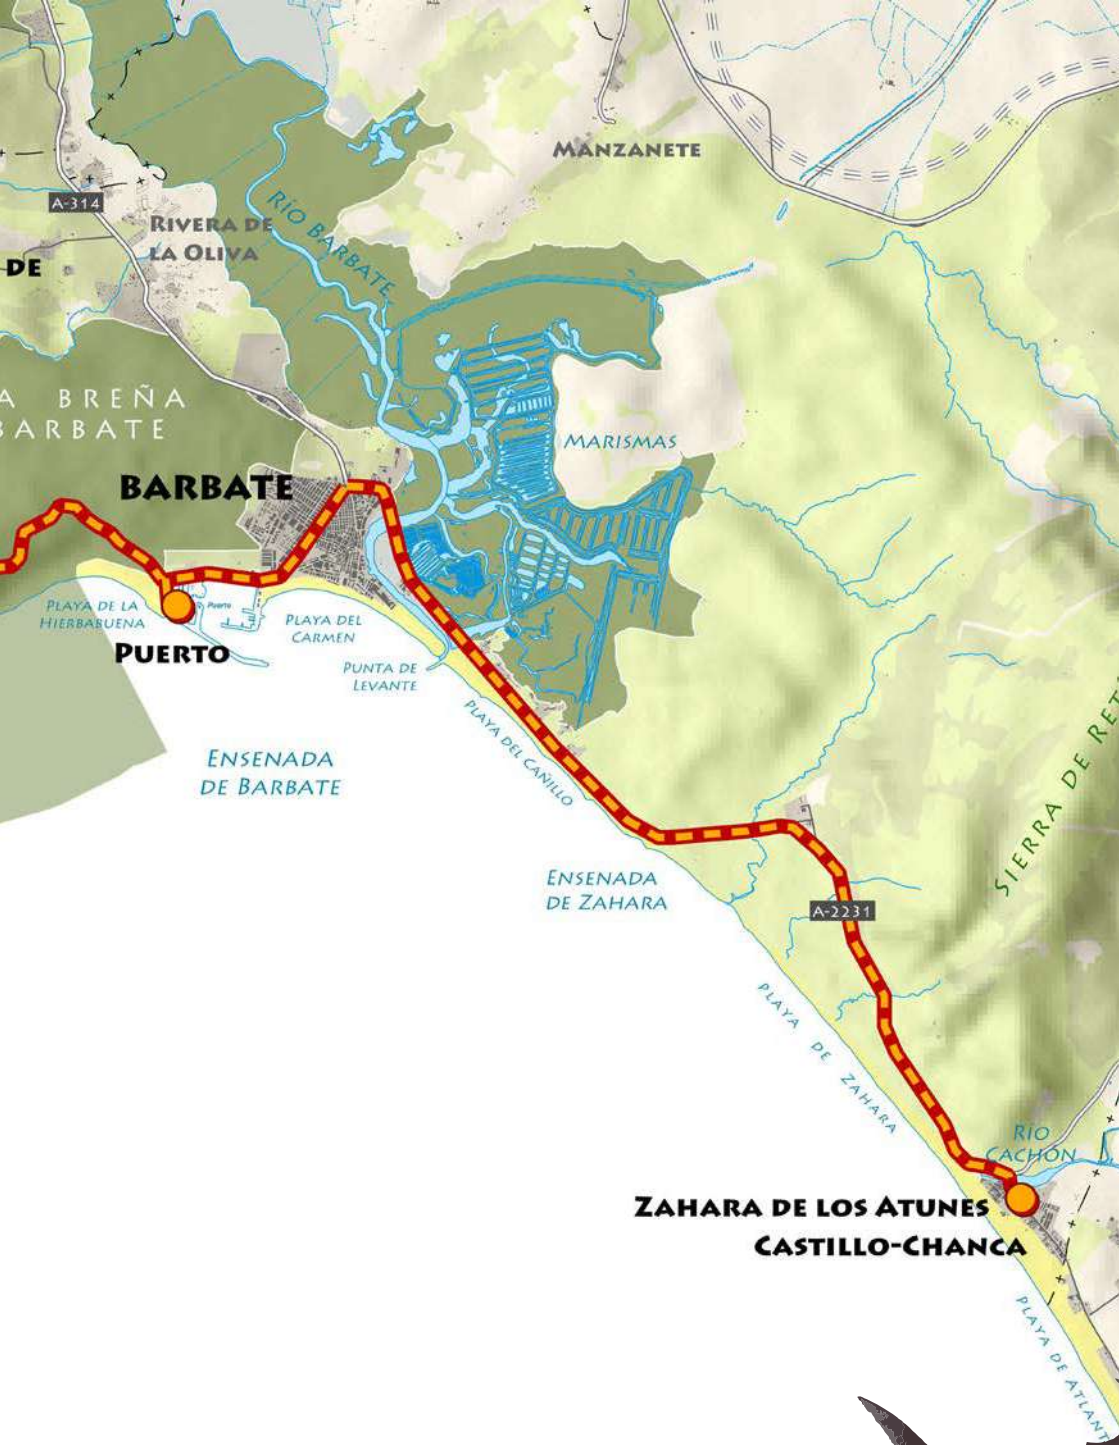 MANZANETE
A-314
RIVERA DE
LA OLIVA
RÍO BARBATE
DE
A BREÑA
BARBATE
MARISMAS
BARBATE
PLAYA DE LA
HIERBABUENA
Puerto
PLAYA DEL
CARMEN
PUERTO
PUNTA DE
LEVANTE
PLAYA DEL CAÑILLO
ENSENADA
DE BARBATE
SIERRA DE RET
ENSENADA
DE ZAHARA
A-2231
PLAYA DE ZAHARA
RÍO
CACHÓN
ZAHARA DE LOS ATUNES
CASTILLO-CHANCA
PLAYA DE ATLANT